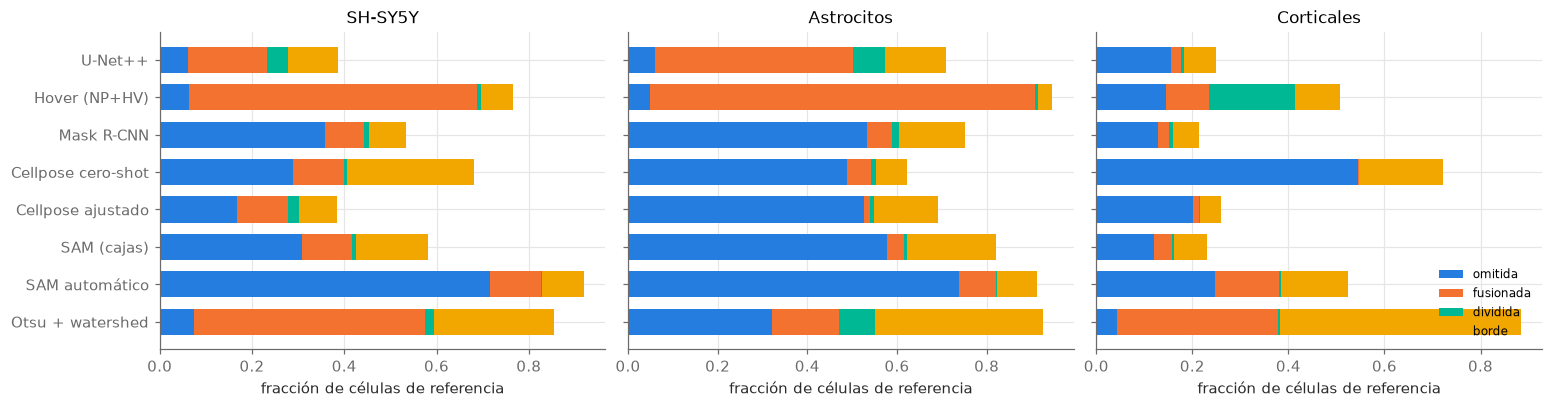 SH-SY5Y
Astrocitos
Corticales
U-Net++
Hover (NP+HV)
Mask R-CNN
Cellpose cero-shot
Cellpose ajustado
SAM (cajas)
SAM automático
Otsu + watershed
omitida
fusionada
dividida
borde
0.0 0.2 0.4 0.6 0.8
0.0 0.2 0.4 0.6 0.8
0.0 0.2 0.4 0.6 0.8
fracción de células de referencia
fracción de células de referencia
fracción de células de referencia